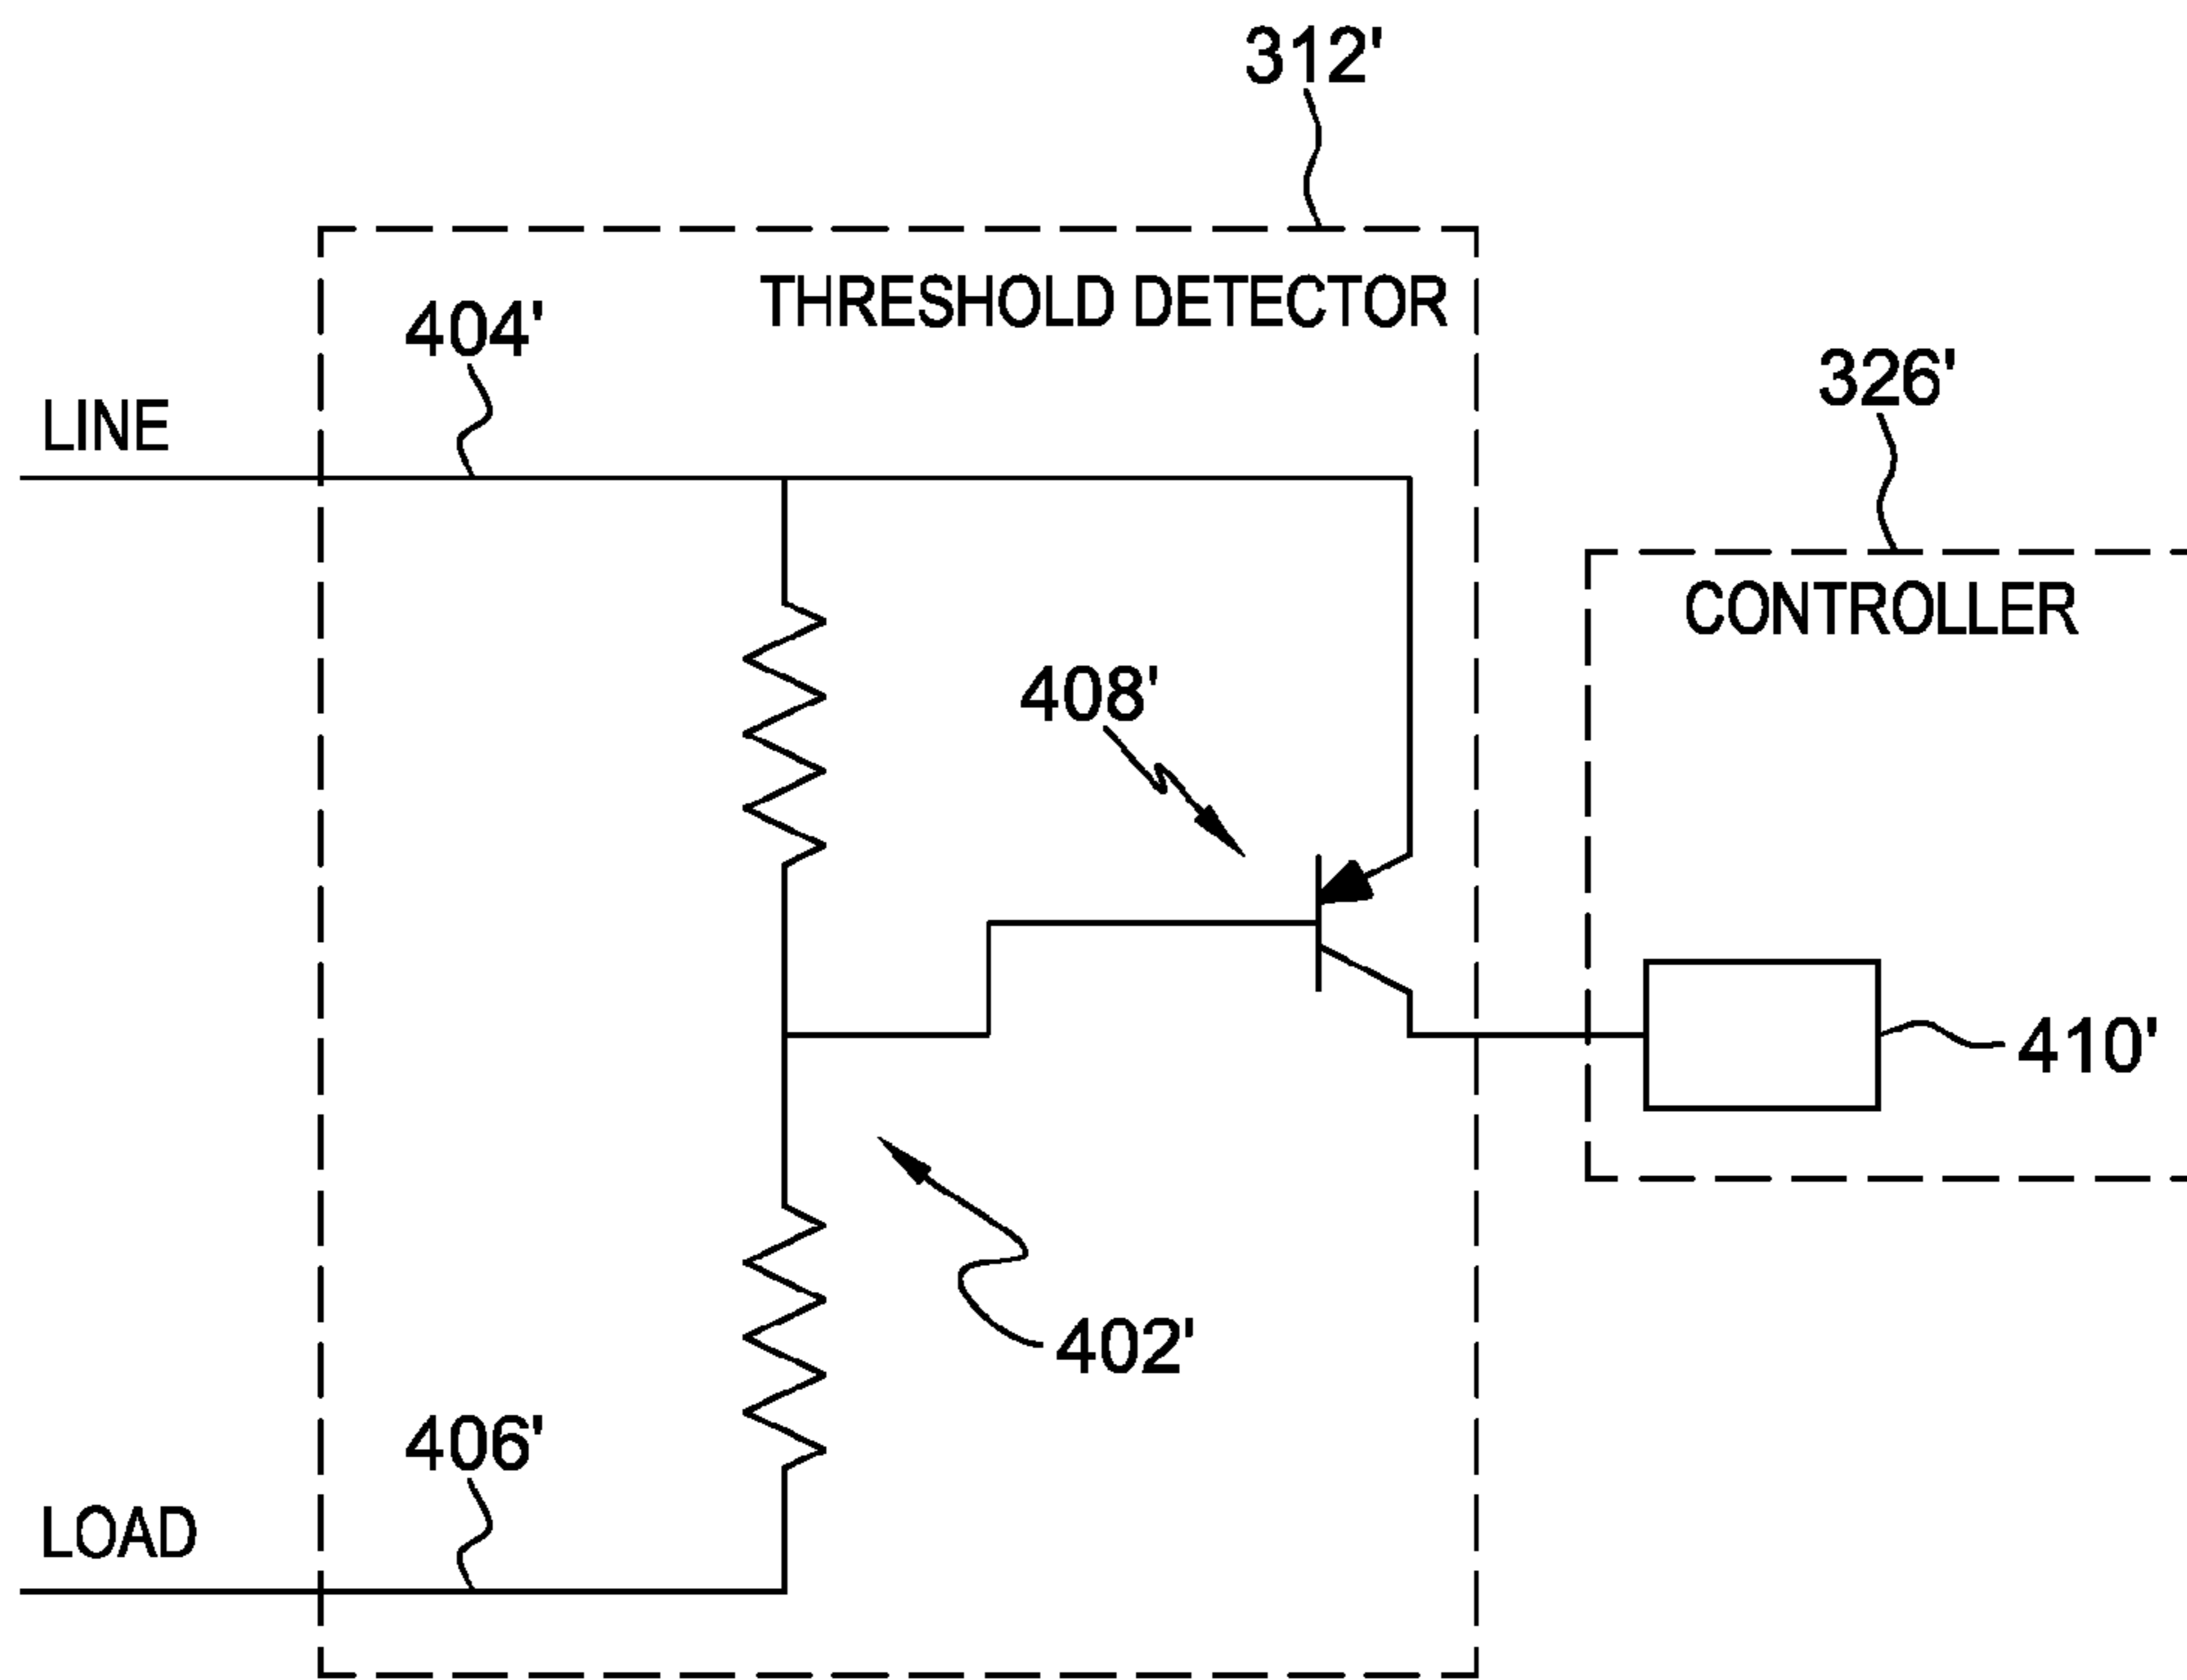 312'
THRESHOLD DETECTOR
404'
326'
LINE
CONTROLLER
408'
410'
402'
406'
LOAD